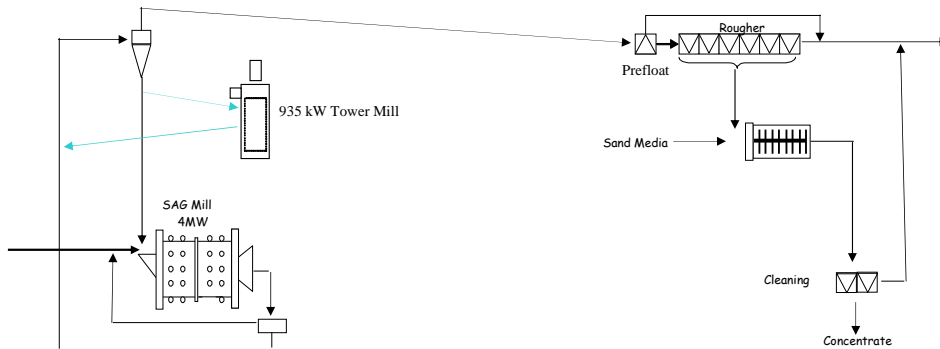 Rougher
Prefloat
935 kW Tower Mill
Sand Media
SAG Mill
4MW
Cleaning
Concentrate